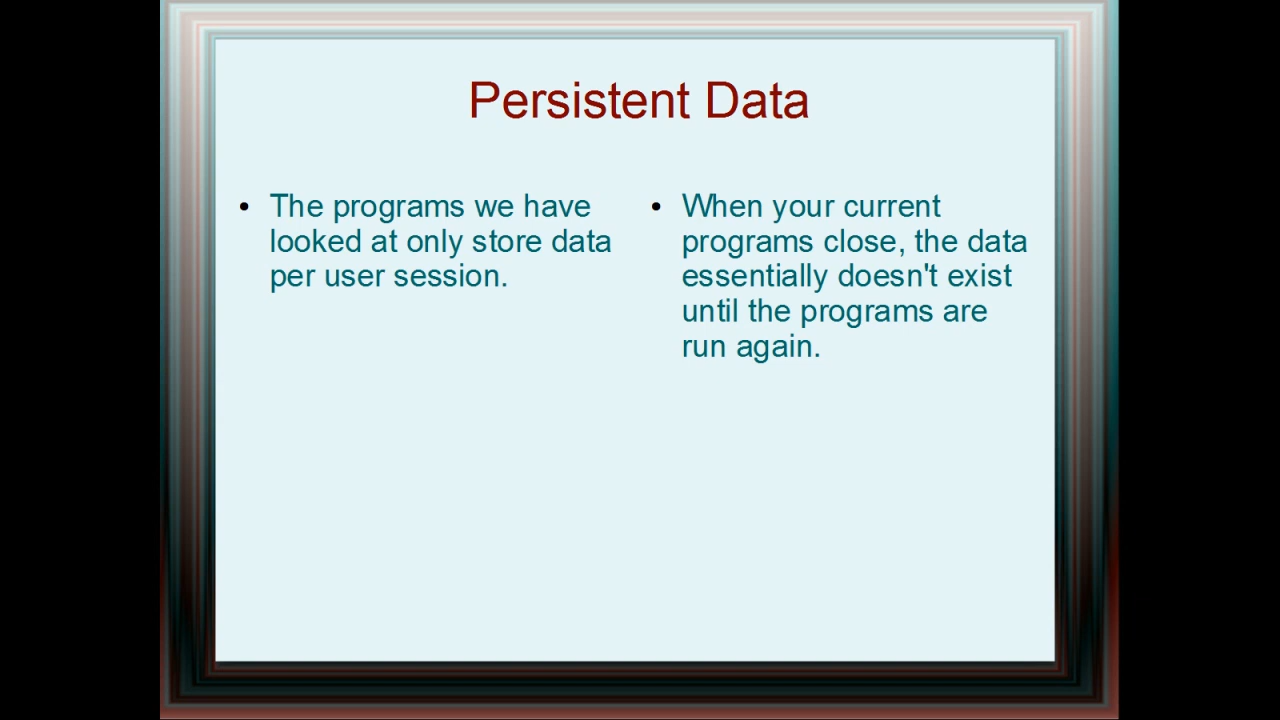 Persistent Data
• The programs we have
looked at only store data
per user session.
• When your current
programs close, the data
essentially doesn't exist
until the programs are
run again.